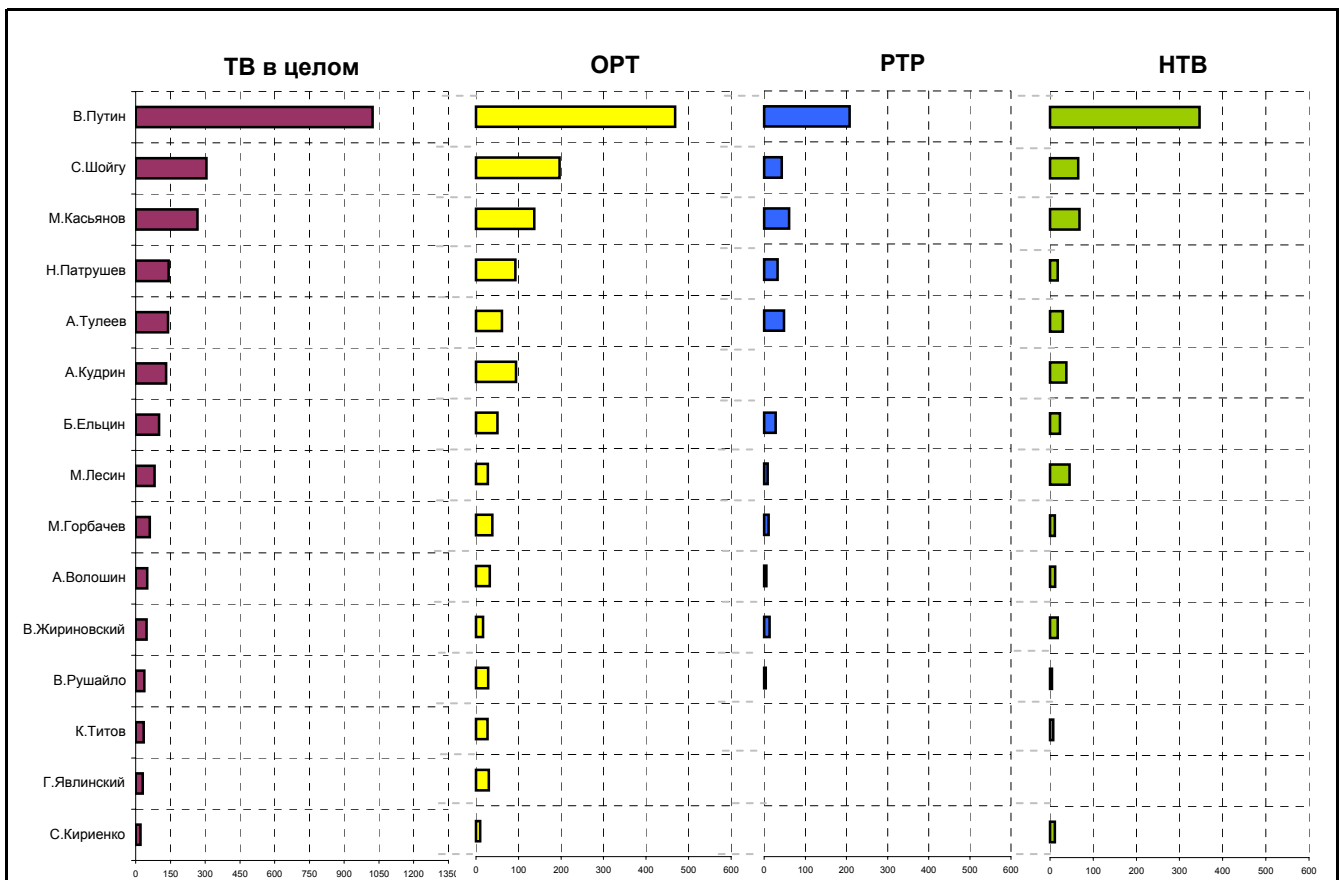 ТВ в целом ОРТ РТР НТВ
В.Путин
С.Шойгу
М.Касьянов
Н.Патрушев
А.Тулеев
А.Кудрин
Б.Ельцин
М.Лесин
М.Горбачев
А.Волошин
В.Жириновский
В.Рушайло
К.Титов
Г.Явлинский
С.Кириенко
0 150 300 450 600 750 900 1050 1200 1350 0 100 200 300 400 500 600 0 100 200 300 400 500 600 0 100 200 300 400 500 600